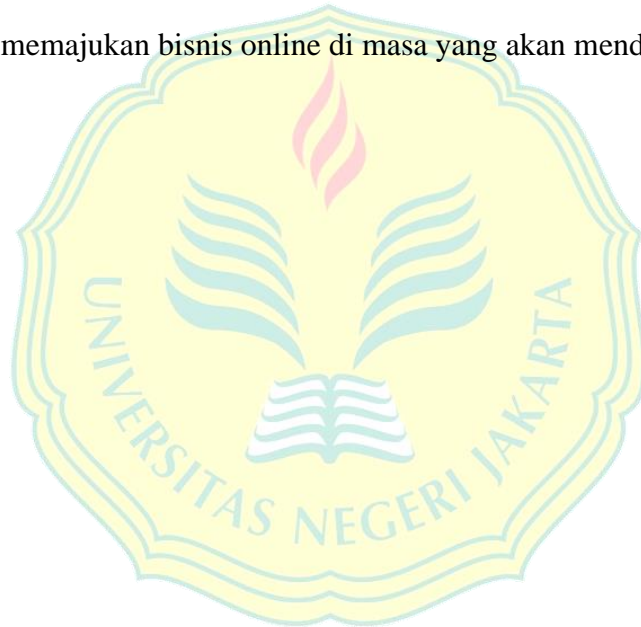 memajukan bisnis online di masa yang akan mend
UNIVERSITAS NEGERI JAKARTA